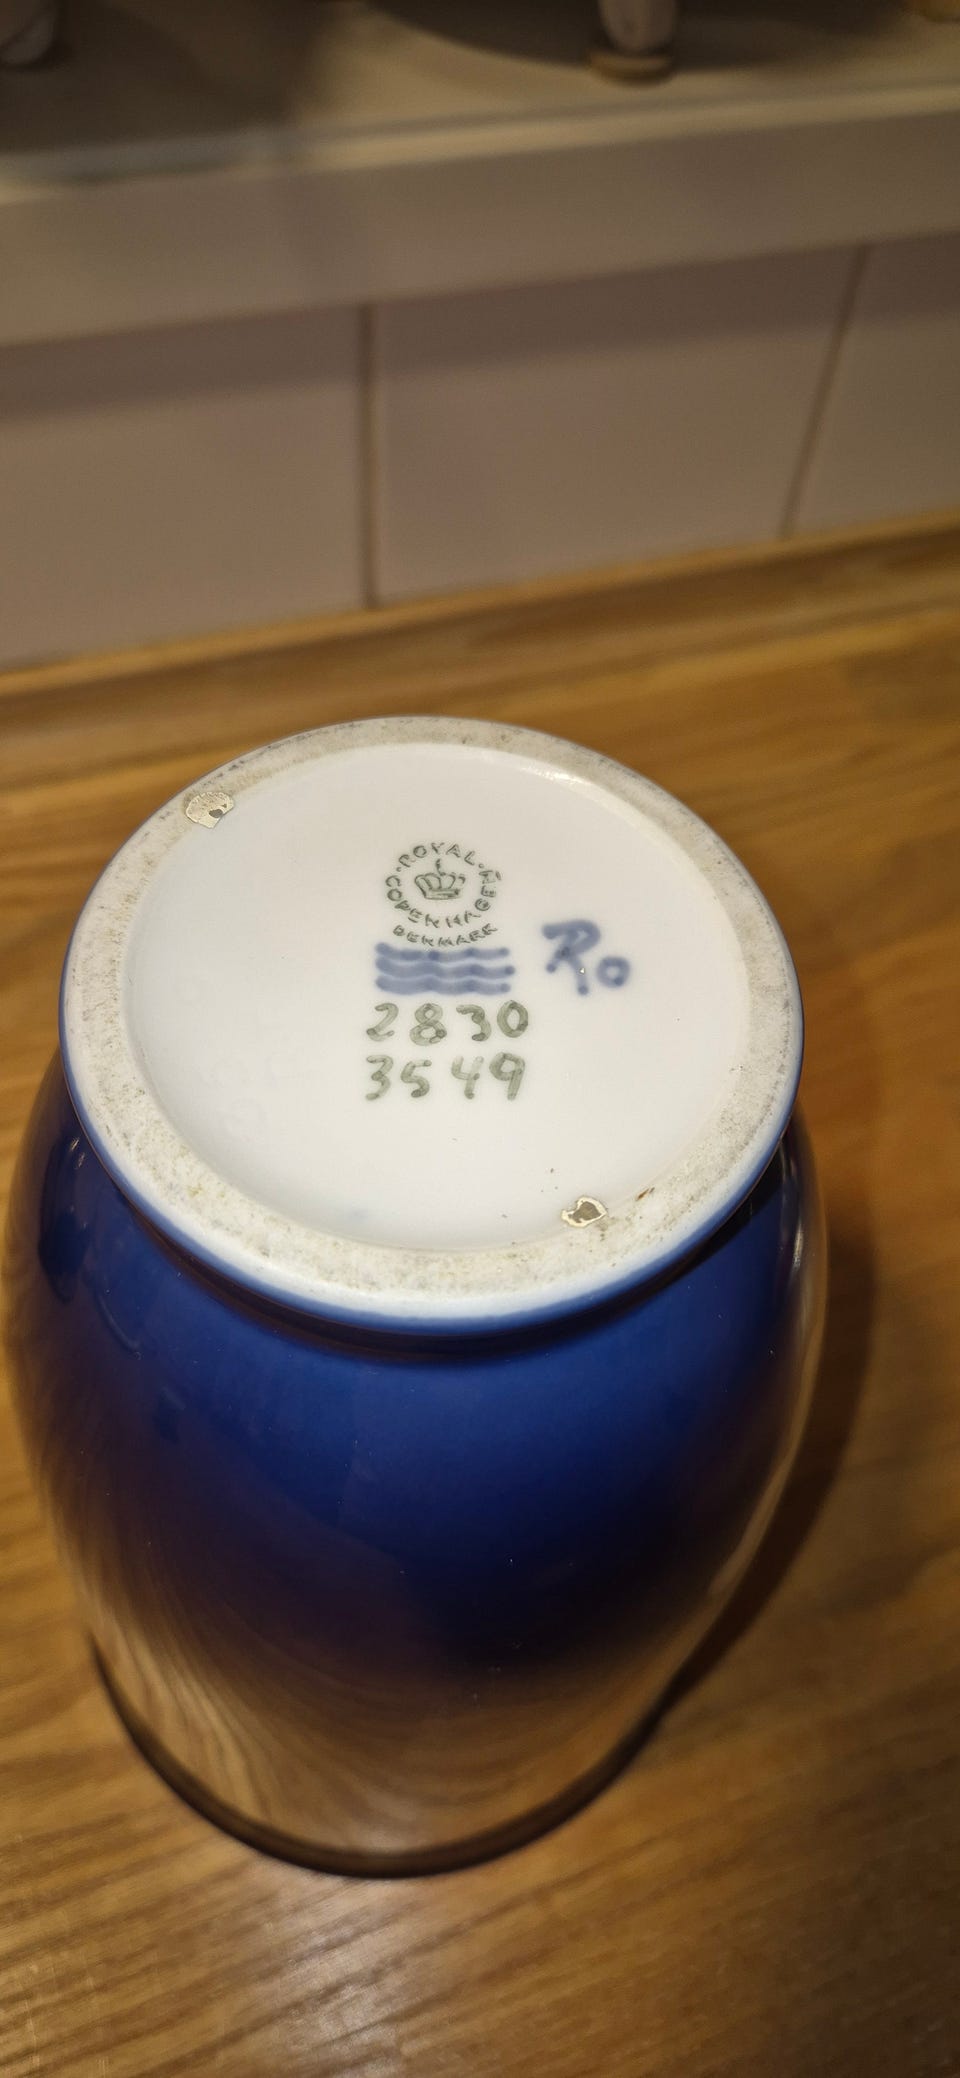 ROYAL
COPENHAGEN
DENMARK
Ro
2830
3549